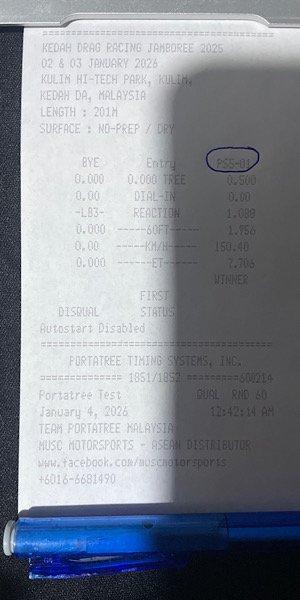 ==========================================
KEDAH DRAG RACING JAMBOREE 2025
02 & 03 JANUARY 2026
KULIM HI-TECH PARK, KULIM,
KEDAH DA, MALAYSIA
LENGTH : 201M
SURFACE : NO-PREP / DRY
BYE Entry PS5-01
0.000 0.000 TREE 0.500
0.00 DIAL-IN 0.00
-LB3- REACTION 1.088
0.000 -----60FT----- 1.756
0.00 -----KM/H----- 150.40
0.000 ------ET------ 7.706
WINNER
FIRST
DISQUAL STATUS
Autostart Disabled
==========================================
PORTATREE TIMING SYSTEMS, INC.
============== 1851/1852 =========600214
Portatree Test QUAL RND 60
January 4, 2026 12:42:14 AM
TEAM PORTATREE MALAYSIA
MUSC MOTORSPORTS - ASEAN DISTRIBUTOR
www.facebook.com/muscmotorsports
+6016-6681490